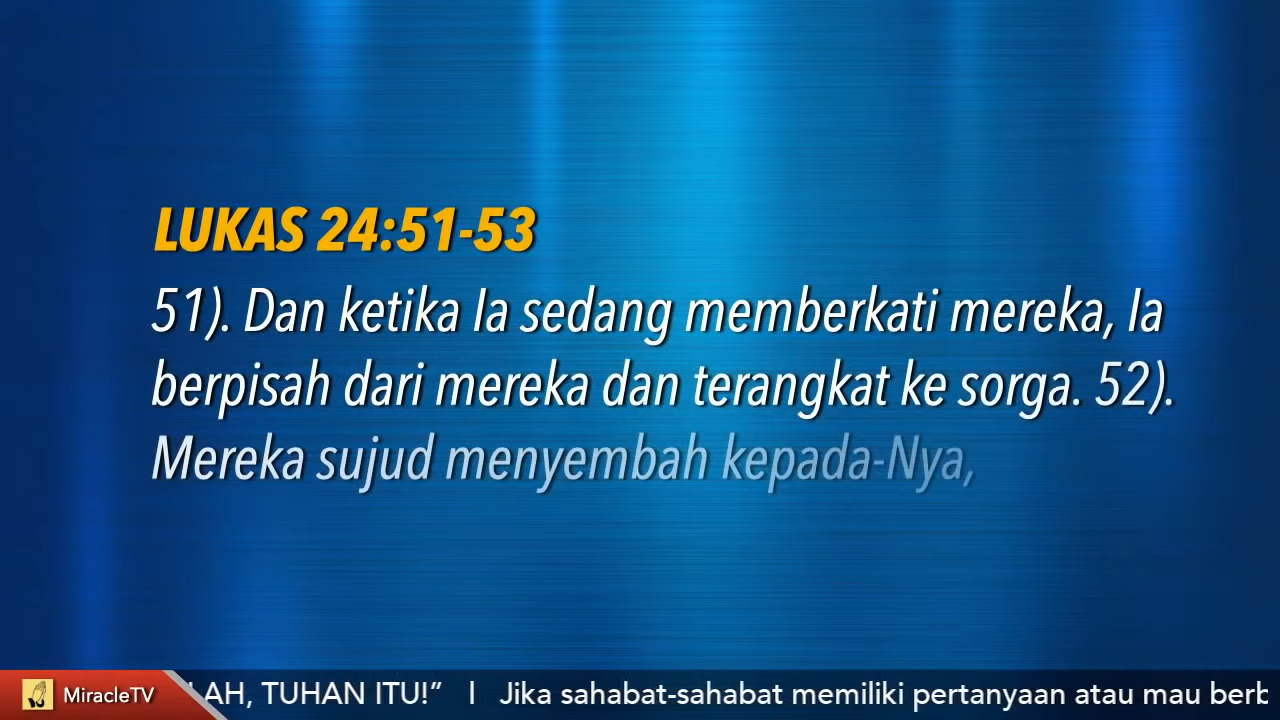 LUKAS 24:51-53
51). Dan ketika Ia sedang memberkati mereka, Ia
berpisah dari mereka dan terangkat ke sorga. 52).
Mereka sujud menyembah kepada-Nya,
MiracleTV LAH, TUHAN ITU!” | Jika sahabat-sahabat memiliki pertanyaan atau mau